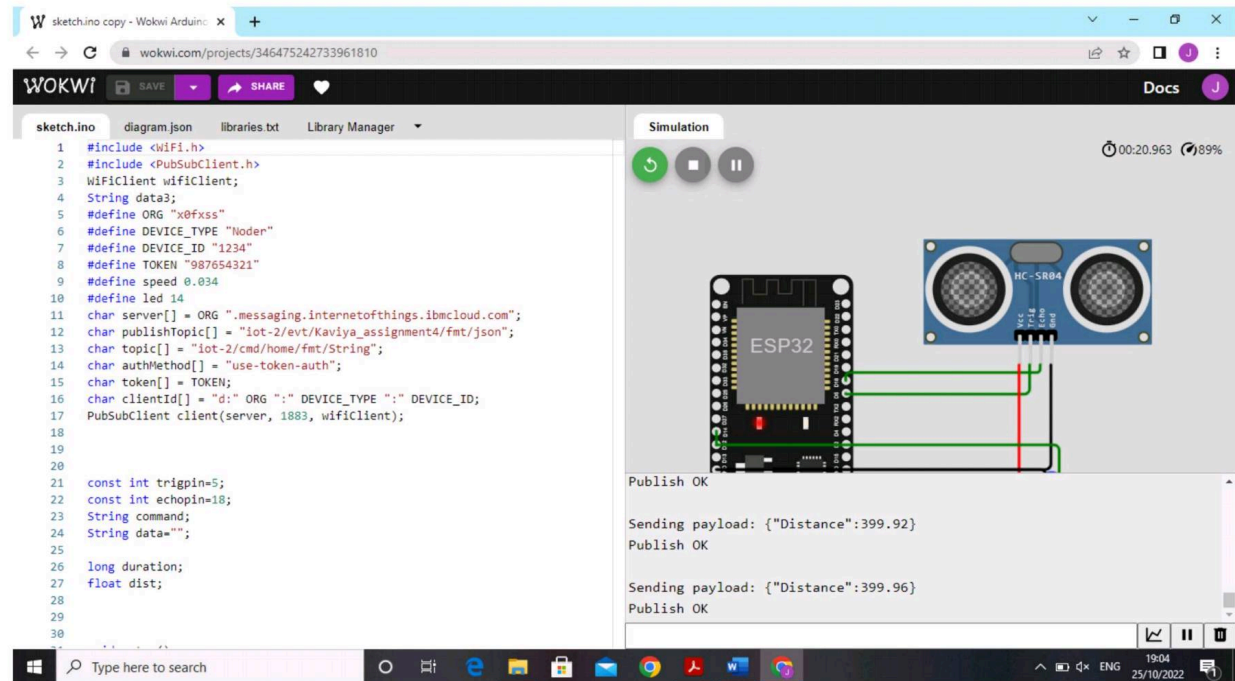 sketch.ino copy - Wokwi Arduino
wokwi.com/projects/346475242733961810
J
WOKWi
SAVE
SHARE
Docs
J
sketch.ino
diagram.json
libraries.txt
Library Manager
1 #include <WiFi.h>
2 #include <PubSubClient.h>
3 WiFiClient wifiClient;
4 String data3;
5 #define ORG "x0fxss"
6 #define DEVICE_TYPE "Noder"
7 #define DEVICE_ID "1234"
8 #define TOKEN "987654321"
9 #define speed 0.034
10 #define led 14
11 char server[] = ORG ".messaging.internetofthings.ibmcloud.com";
12 char publishTopic[] = "iot-2/evt/Kaviya_assignment4/fmt/json";
13 char topic[] = "iot-2/cmd/home/fmt/String";
14 char authMethod[] = "use-token-auth";
15 char token[] = TOKEN;
16 char clientId[] = "d:" ORG ":" DEVICE_TYPE ":" DEVICE_ID;
17 PubSubClient client(server, 1883, wifiClient);
18
19
20
21 const int trigpin=5;
22 const int echopin=18;
23 String command;
24 String data="";
25
26 long duration;
27 float dist;
28
29
30
Simulation
00:20.963 89%
HC-SR04
Vcc
Trig
Echo
Gnd
ESP32
Publish OK
Sending payload: {"Distance":399.92}
Publish OK
Sending payload: {"Distance":399.96}
Publish OK
Type here to search
ENG
19:04
25/10/2022